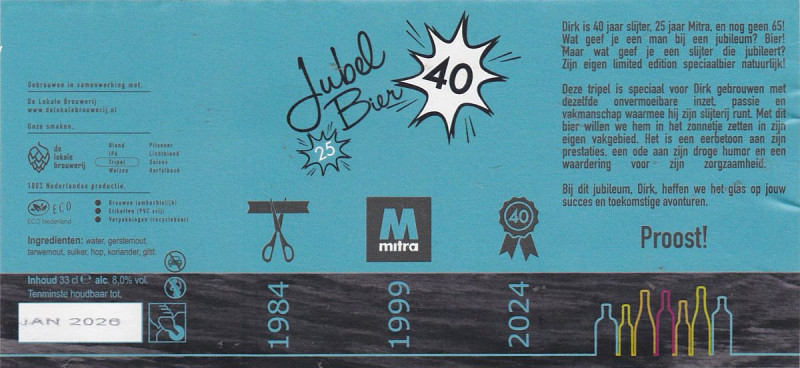 Gebrouwen in samenwerking met.
De Lokale Brouwerij
www.delokalebrouwerij.nl
Onze smaken.
de
lokale
brouwerij
Blond
IPA
Tripel
Weizen
Pilsener
Lichtblond
Saizen
Herfstbock
100% Nederlandse productie.
ECO
ECO Nederland
Brouwen (ambachtelijk)
Etiketten (PVC vrij)
Verpakkingen (recyclebaar)
Ingredienten: water, gerstemout,
tarwemout, suiker, hop, koriander, gist.
Inhoud 33 cl e alc. 8,0% vol.
Tenminste houdbaar tot,
JAN 2026
Jubel
Bier
40
25
1984
M
mitra
1999
40
2024
Dirk is 40 jaar slijter, 25 jaar Mitra, en nog geen 65!
Wat geef je een man bij een jubileum? Bier!
Maar wat geef je een slijter die jubileert?
Zijn eigen limited edition speciaalbier natuurlijk!
Deze tripel is speciaal voor Dirk gebrouwen met
dezelfde onvermoeibare inzet, passie en
vakmanschap waarmee hij zijn slijterij runt. Met dit
bier willen we hem in het zonnetje zetten in zijn
eigen vakgebied. Het is een eerbetoon aan zijn
prestaties, een ode aan zijn droge humor en een
waardering voor zijn zorgzaamheid.
Bij dit jubileum, Dirk, heffen we het glas op jouw
succes en toekomstige avonturen.
Proost!